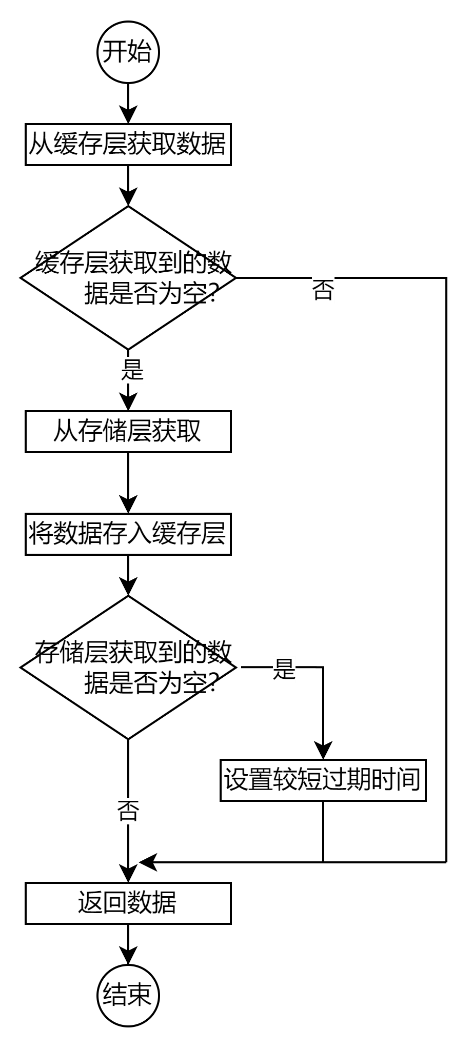 开始
从缓存层获取数据
缓存层获取到的数
据是否为空?
否
是
从存储层获取
将数据存入缓存层
存储层获取到的数
据是否为空?
是
设置较短过期时间
否
返回数据
结束